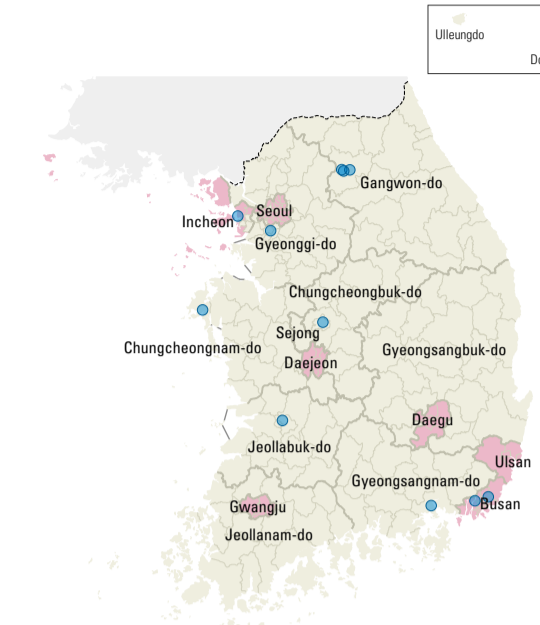 Ulleungdo
Do
Gangwon-do
Seoul
Incheon
Gyeonggi-do
Chungcheongbuk-do
Sejong
Chungcheongnam-do
Gyeongsangbuk-do
Daejeon
Daegu
Jeollabuk-do
Ulsan
Gyeongsangnam-do
Busan
Gwangju
Jeollanam-do